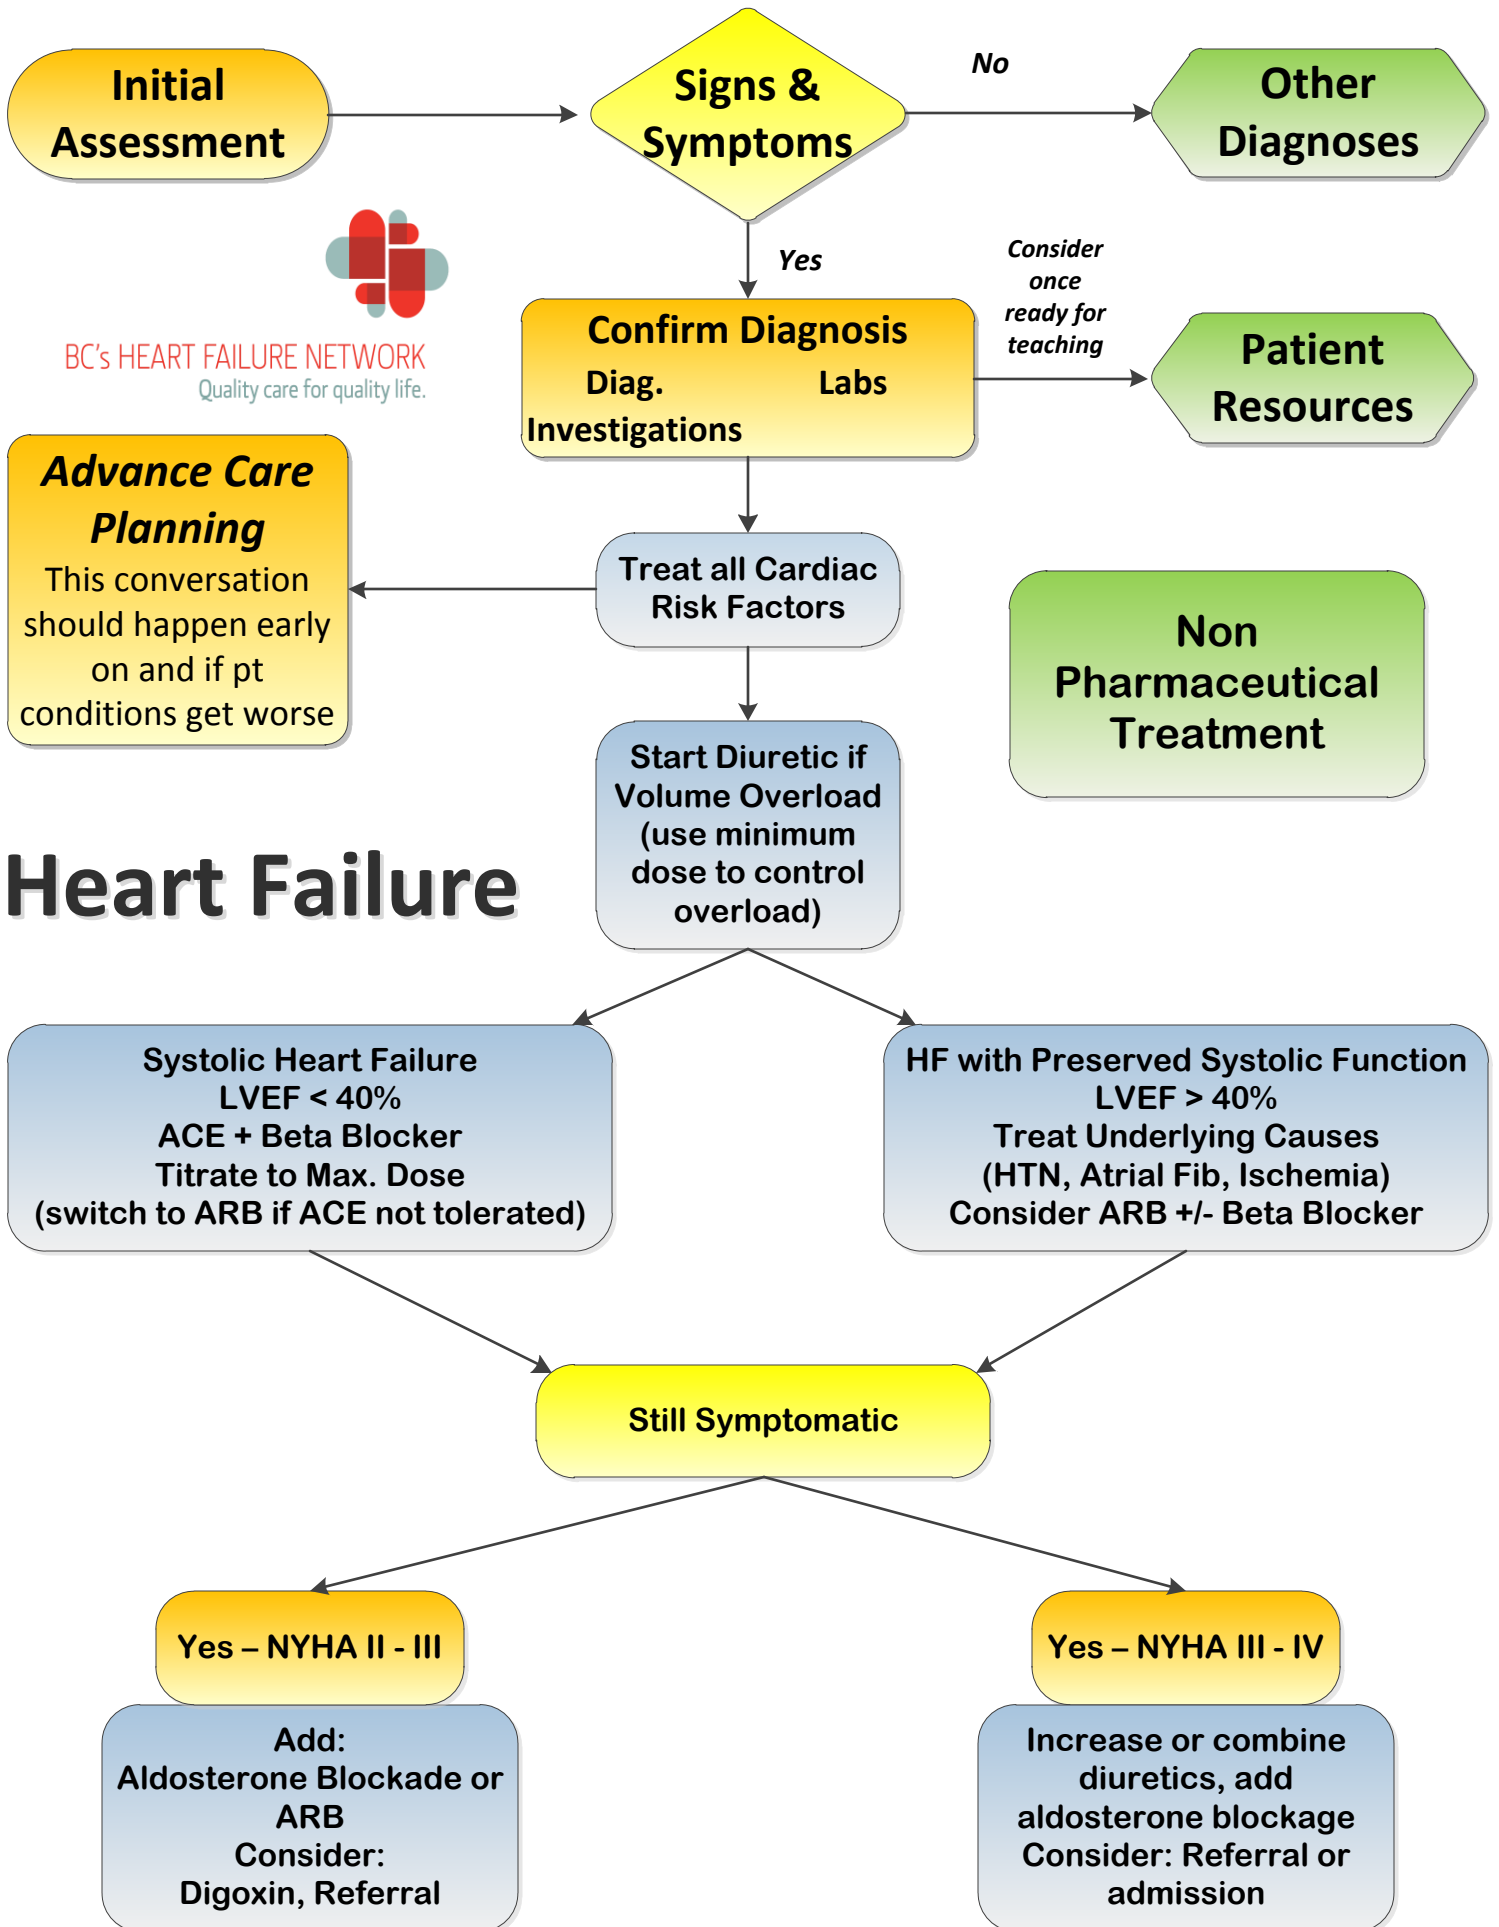 Initial
Assessment
Signs &
Symptoms
No
Other
Diagnoses
Yes
Consider
once
ready for
teaching
BC's HEART FAILURE NETWORK
Quality care for quality life.
Confirm Diagnosis
Diag. Labs
Investigations
Patient
Resources
Advance Care
Planning
This conversation
should happen early
on and if pt
conditions get worse
Treat all Cardiac
Risk Factors
Non
Pharmaceutical
Treatment
Start Diuretic if
Volume Overload
(use minimum
dose to control
overload)
Heart Failure
Systolic Heart Failure
LVEF < 40%
ACE + Beta Blocker
Titrate to Max. Dose
(switch to ARB if ACE not tolerated)
HF with Preserved Systolic Function
LVEF > 40%
Treat Underlying Causes
(HTN, Atrial Fib, Ischemia)
Consider ARB +/- Beta Blocker
Still Symptomatic
Yes – NYHA II - III
Add:
Aldosterone Blockade or
ARB
Consider:
Digoxin, Referral
Yes – NYHA III - IV
Increase or combine
diuretics, add
aldosterone blockage
Consider: Referral or
admission